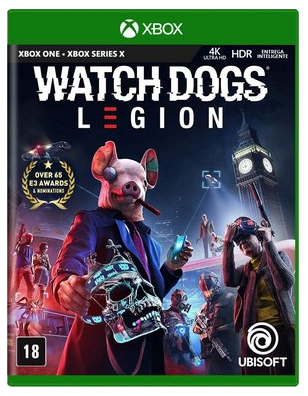 XBOX
XBOX ONE • XBOX SERIES X
4K
ULTRA HD
HDR
ENTREGA
INTELIGENTE
WATCH DOGS
LEGION
OVER 65
E3 AWARDS
& NOMINATIONS
18
UBISOFT